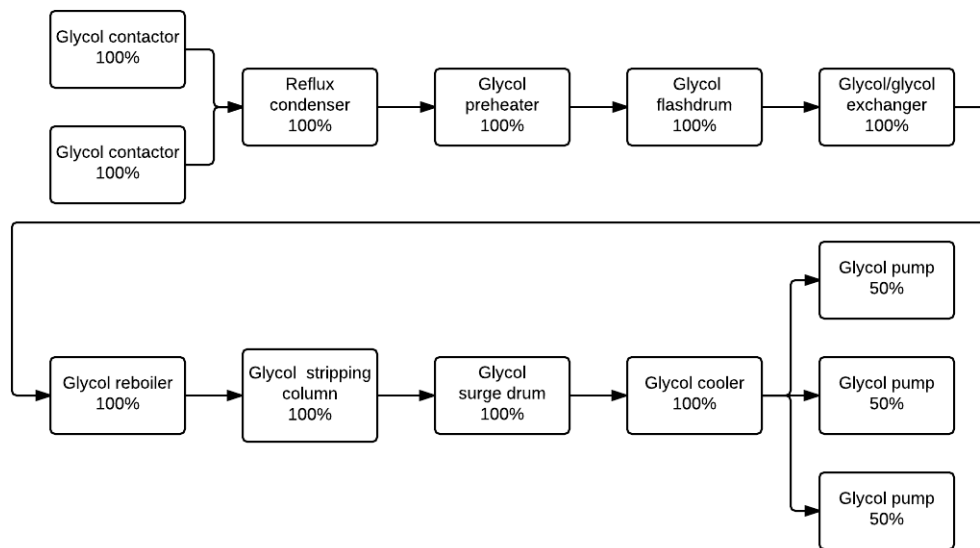 Glycol contactor
100%
Glycol contactor
100%
Reflux
condenser
100%
Glycol
preheater
100%
Glycol
flashdrum
100%
Glycol/glycol
exchanger
100%
Glycol reboiler
100%
Glycol stripping
column
100%
Glycol
surge drum
100%
Glycol cooler
100%
Glycol pump
50%
Glycol pump
50%
Glycol pump
50%